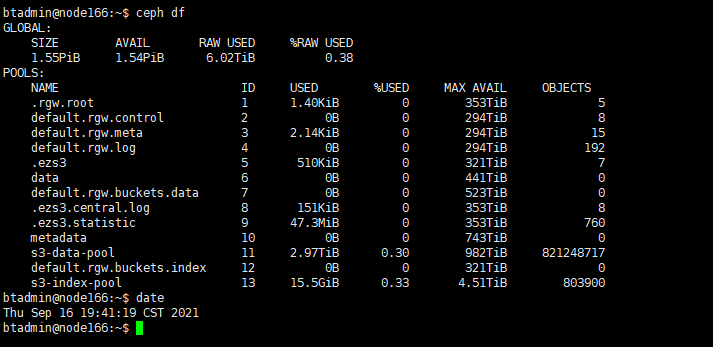 btadmin@node166:~$ ceph df
GLOBAL:
    SIZE        AVAIL       RAW USED     %RAW USED
    1.55PiB     1.54PiB      6.02TiB          0.38
POOLS:
    NAME                          ID     USED        %USED     MAX AVAIL     OBJECTS
    .rgw.root                     1      1.40KiB         0        353TiB             5
    default.rgw.control           2           0B         0        294TiB             8
    default.rgw.meta              3      2.14KiB         0        294TiB            15
    default.rgw.log               4           0B         0        294TiB           192
    .ezs3                         5       510KiB         0        321TiB             7
    data                          6           0B         0        441TiB             0
    default.rgw.buckets.data      7           0B         0        523TiB             0
    .ezs3.central.log             8       151KiB         0        353TiB             8
    .ezs3.statistic               9      47.3MiB         0        353TiB           760
    metadata                      10          0B         0        743TiB             0
    s3-data-pool                  11     2.97TiB      0.30        982TiB     821248717
    default.rgw.buckets.index     12          0B         0        321TiB             0
    s3-index-pool                 13     15.5GiB      0.33       4.51TiB        803900
btadmin@node166:~$ date
Thu Sep 16 19:41:19 CST 2021
btadmin@node166:~$